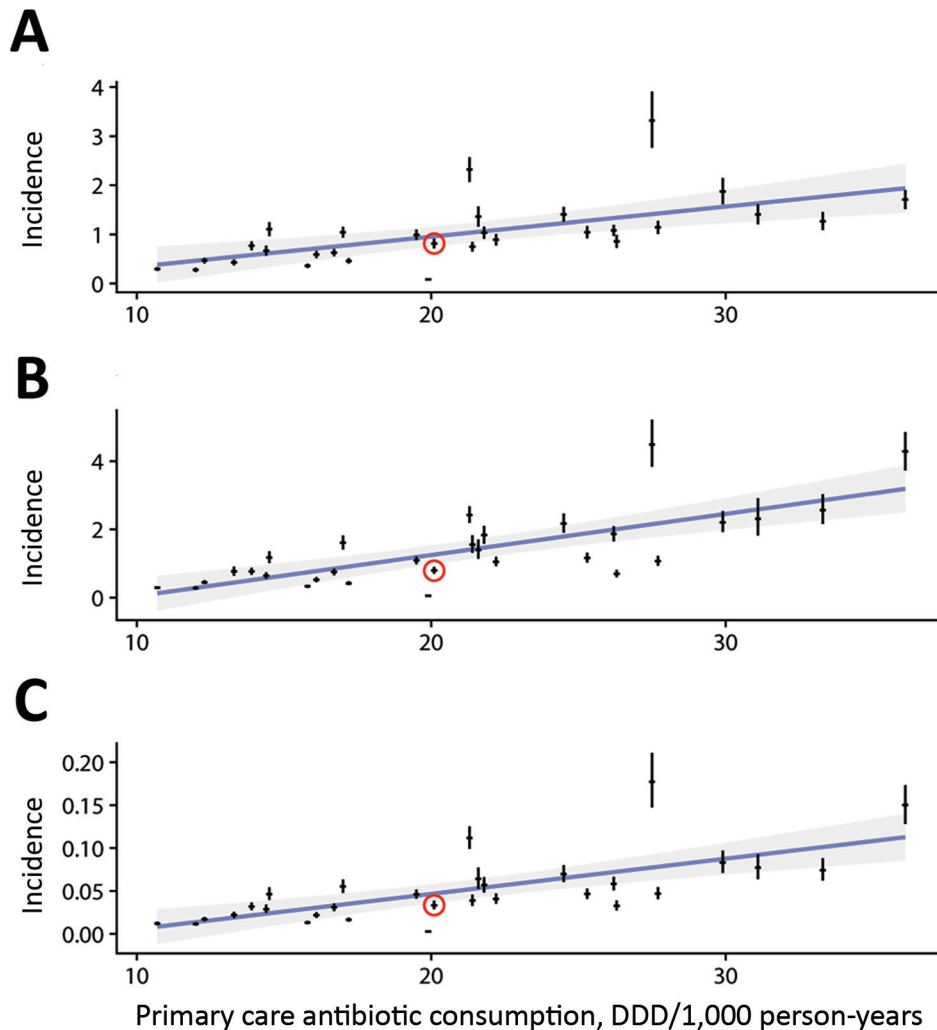 A
Incidence
4
3
2
1
0
10 20 30
B
Incidence
4
2
0
10 20 30
C
Incidence
0.20
0.15
0.10
0.05
0.00
10 20 30
Primary care antibiotic consumption, DDD/1,000 person-years